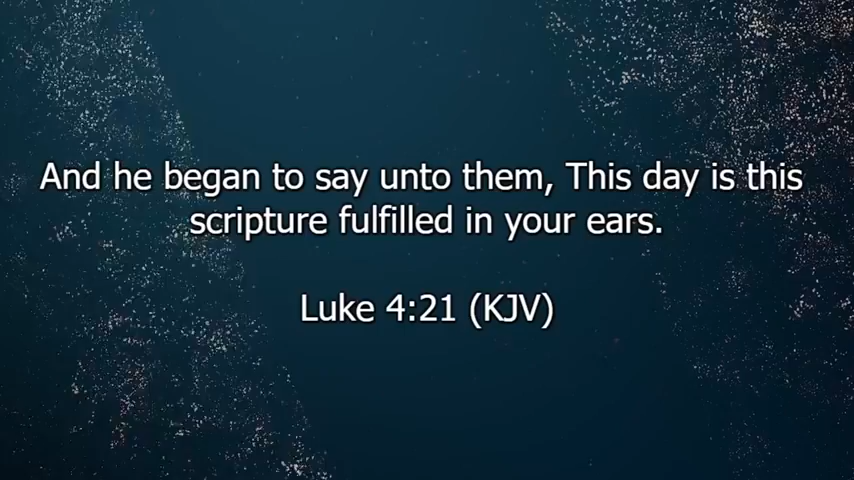 And he began to say unto them, This day is this
scripture fulfilled in your ears.
Luke 4:21 (KJV)